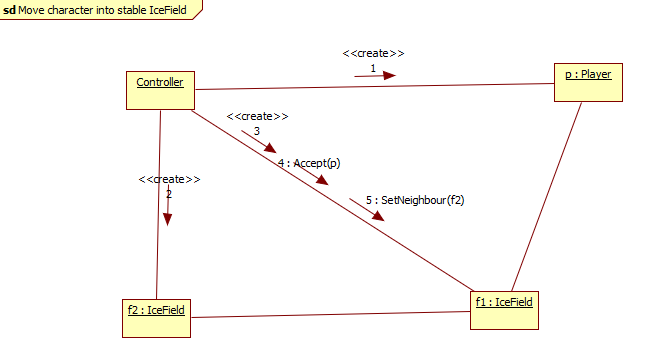 sd Move character into stable IceField
<<create>>
1
Controller
p : Player
<<create>>
3
4 : Accept(p)
<<create>>
2
5 : SetNeighbour(f2)
f2 : IceField
f1 : IceField